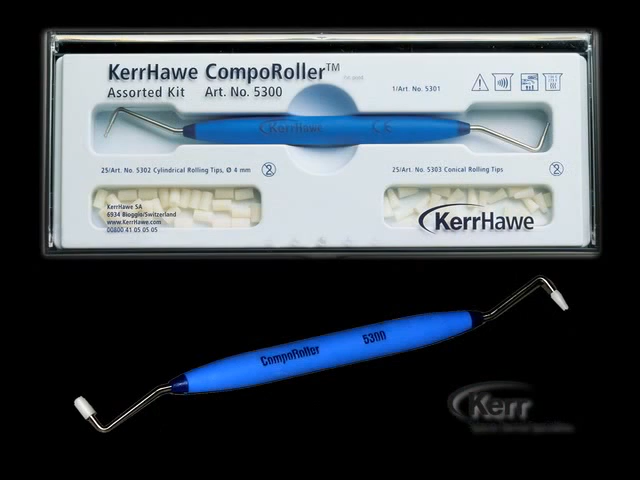 KerrHawe CompoRoller™
Assorted Kit Art. No. 5300
1/Art. No. 5301
KerrHawe CE
25/Art. No. 5302 Cylindrical Rolling Tips, Ø 4 mm
25/Art. No. 5303 Conical Rolling Tips
KerrHawe SA
6934 Bioggio/Switzerland
www.KerrHawe.com
00800 41 05 05 05
KerrHawe
CompoRoller 5300
Kerr